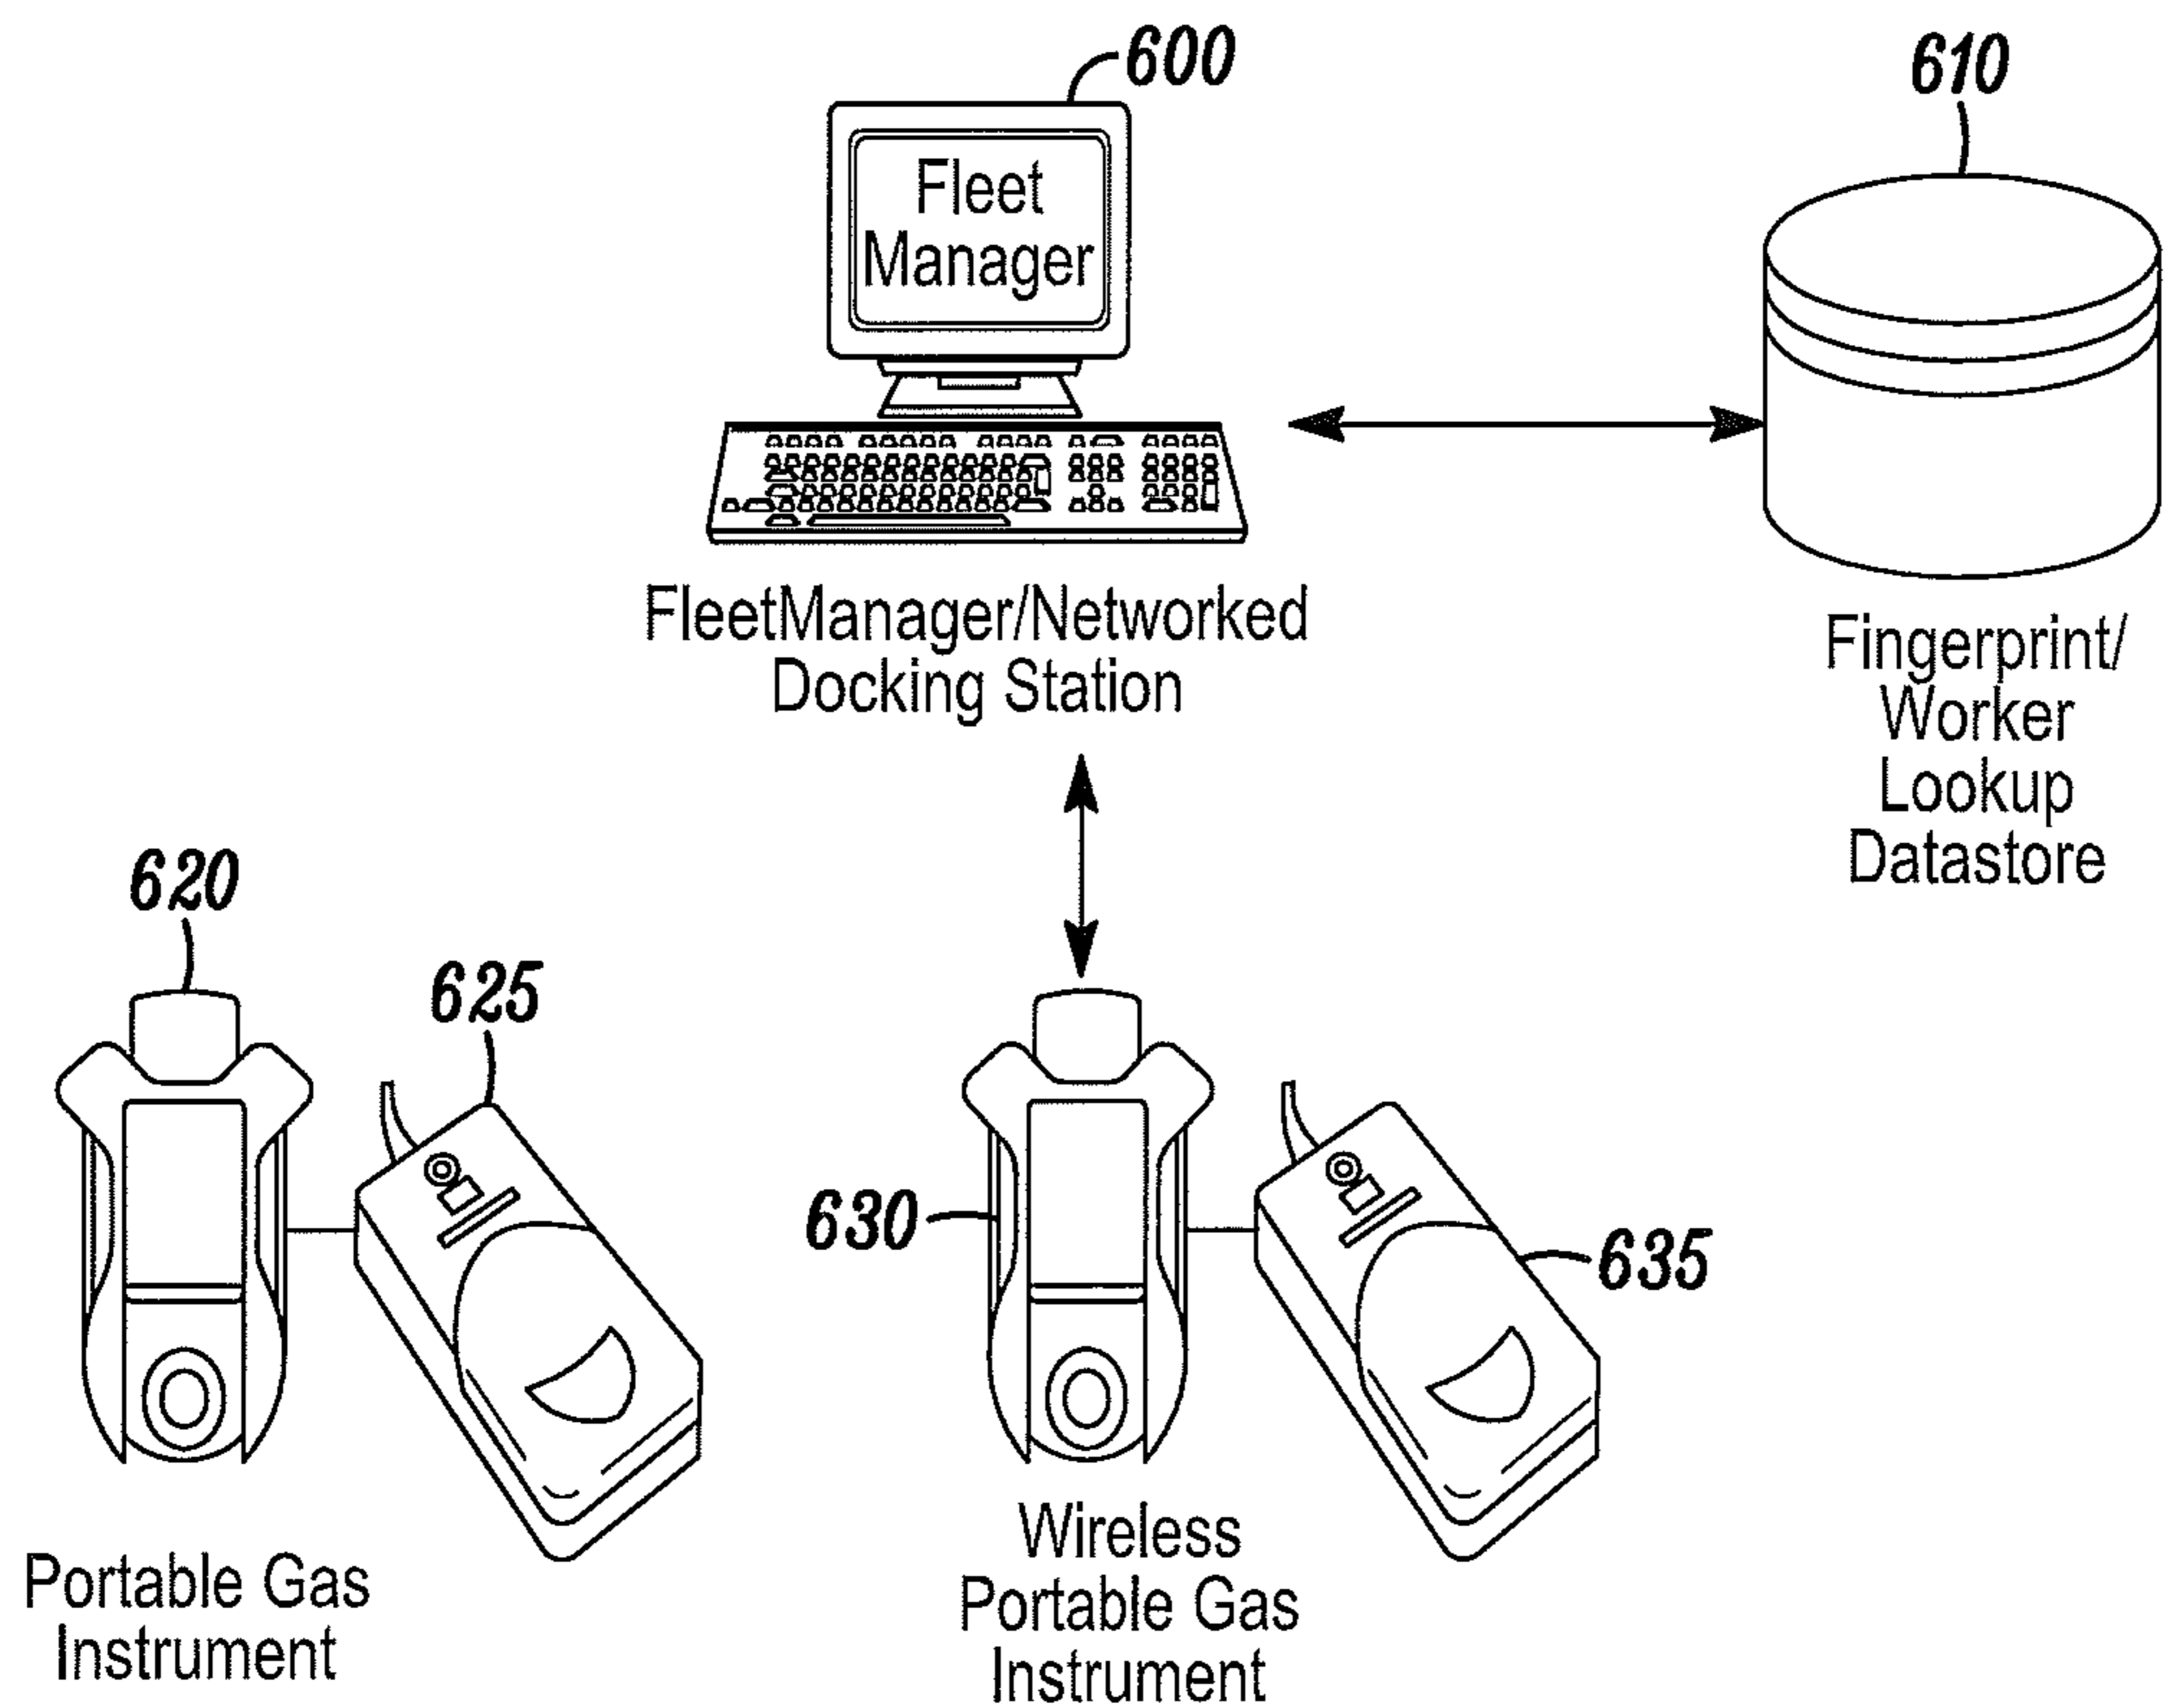 600
610
Fleet
Manager
FleetManager/Networked
Docking Station
Fingerprint/
Worker
Lookup
Datastore
620
625
630
635
Portable Gas
Instrument
Wireless
Portable Gas
Instrument